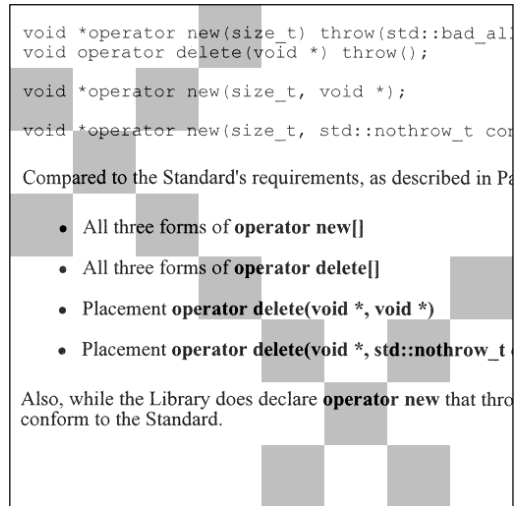 void *operator new(size_t) throw(std::bad_al
void operator delete(void *) throw();
void *operator new(size_t, void *);
void *operator new(size_t, std::nothrow_t con
Compared to the Standard's requirements, as described in Pa
• All three forms of operator new[]
• All three forms of operator delete[]
• Placement operator delete(void *, void *)
• Placement operator delete(void *, std::nothrow_t
Also, while the Library does declare operator new that thro
conform to the Standard.